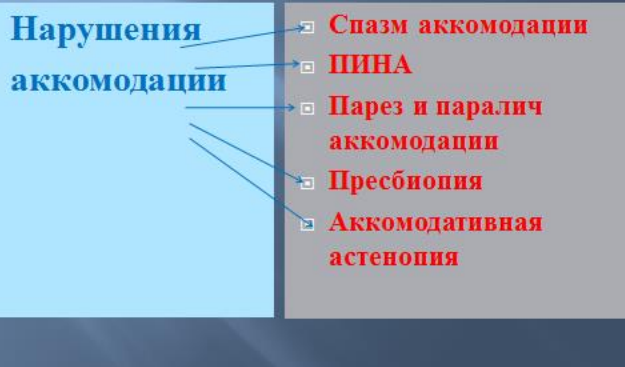 Нарушения
аккомодации
Спазм аккомодации
ПИНА
Парез и паралич
аккомодации
Пресбиопия
Аккомодативная
астенопия